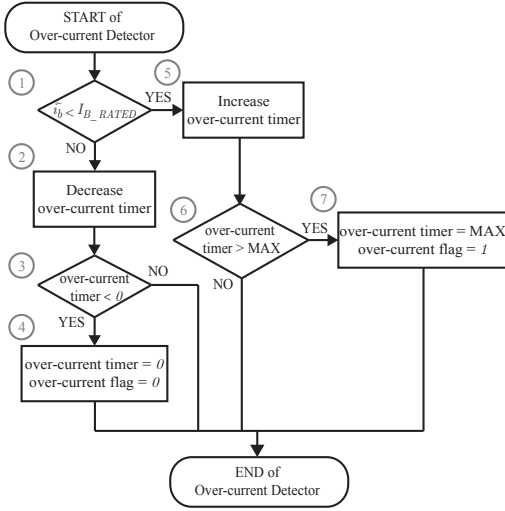 START of
Over-current Detector
1
ĩ_b < I_B_RATED
YES
NO
5
Increase
over-current timer
2
Decrease
over-current timer
6
over-current
timer > MAX
YES
NO
7
over-current timer = MAX
over-current flag = 1
3
over-current
timer < 0
NO
YES
4
over-current timer = 0
over-current flag = 0
END of
Over-current Detector